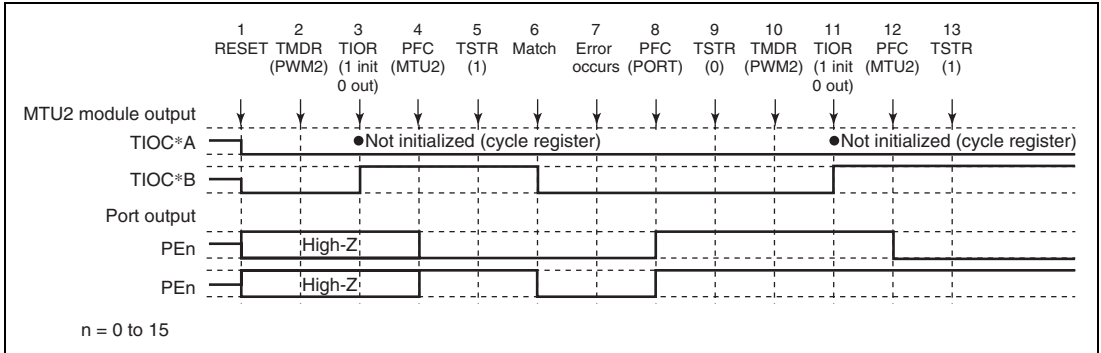 1 2 3 4 5 6 7 8 9 10 11 12 13
RESET TMDR TIOR PFC TSTR Match Error PFC TSTR TMDR TIOR PFC TSTR
(PWM2) (1 init (MTU2) (1) occurs (PORT) (0) (PWM2) (1 init (MTU2) (1)
0 out) 0 out)
MTU2 module output
TIOC*A ●Not initialized (cycle register) ●Not initialized (cycle register)
TIOC*B
Port output
PEn High-Z
PEn High-Z
n = 0 to 15